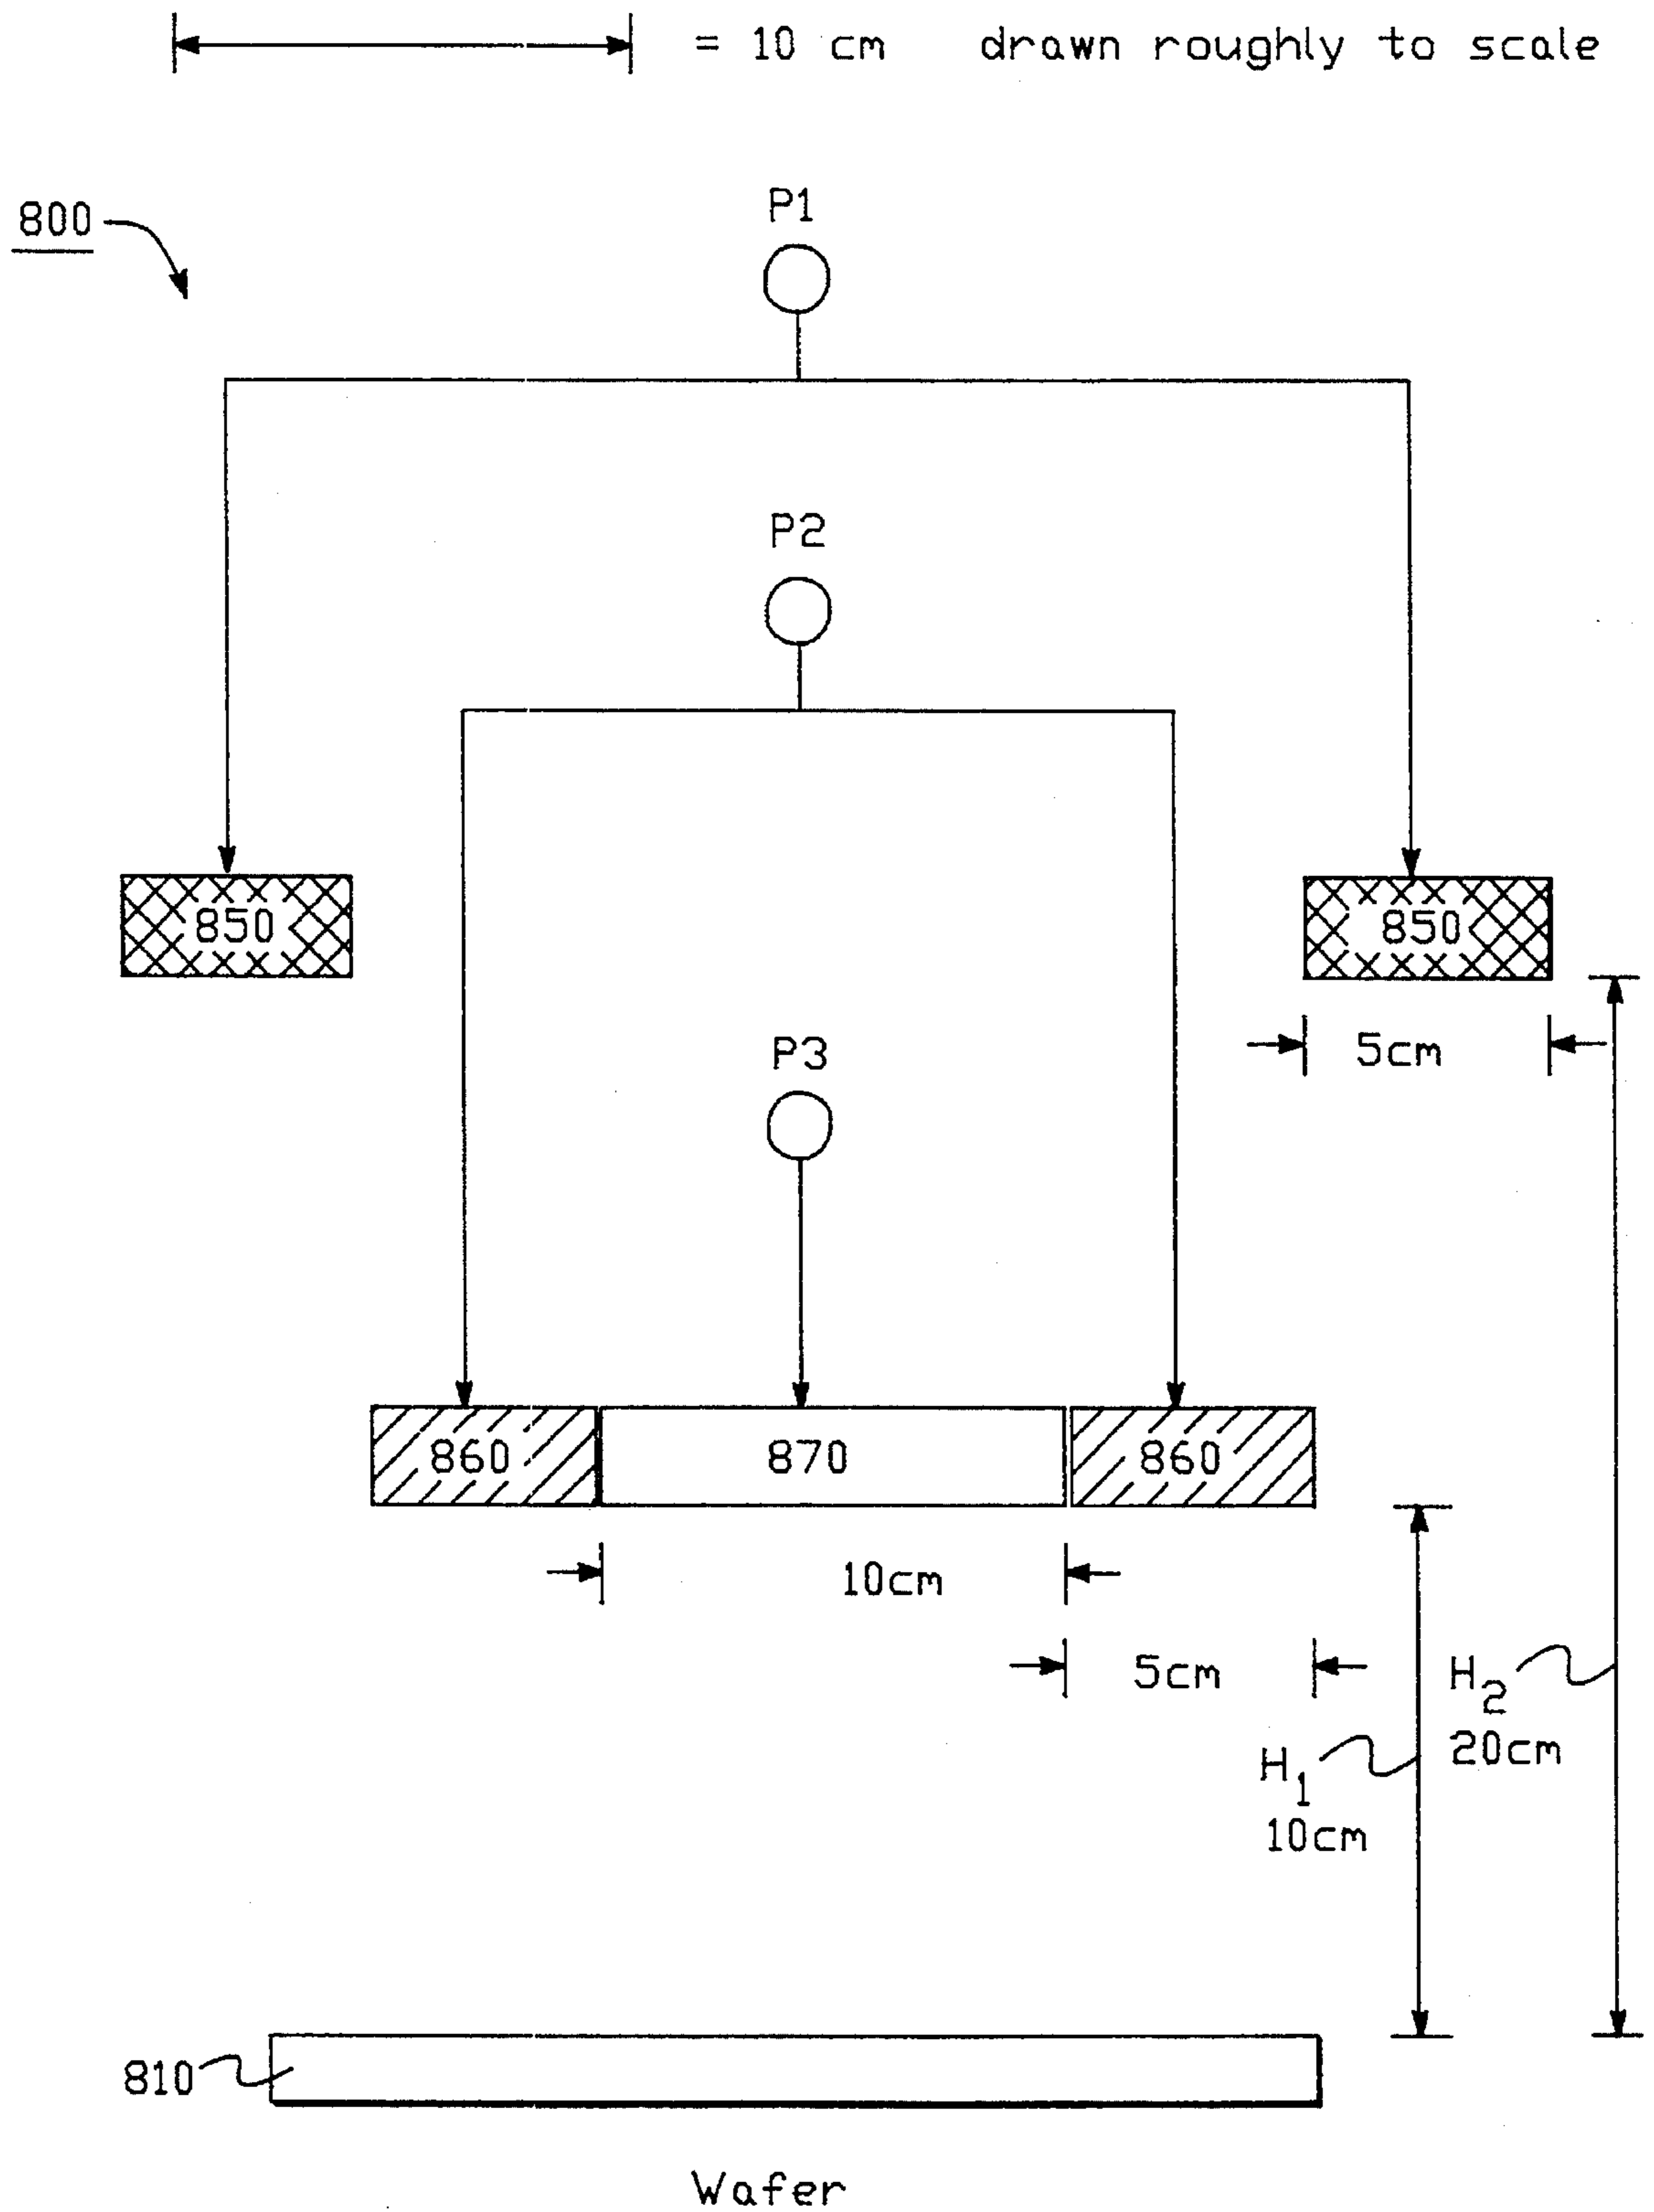 = 10 cm drawn roughly to scale
800
P1
P2
850
850
5cm
P3
860
870
860
10cm
5cm
H2
20cm
H1
10cm
810
Wafer